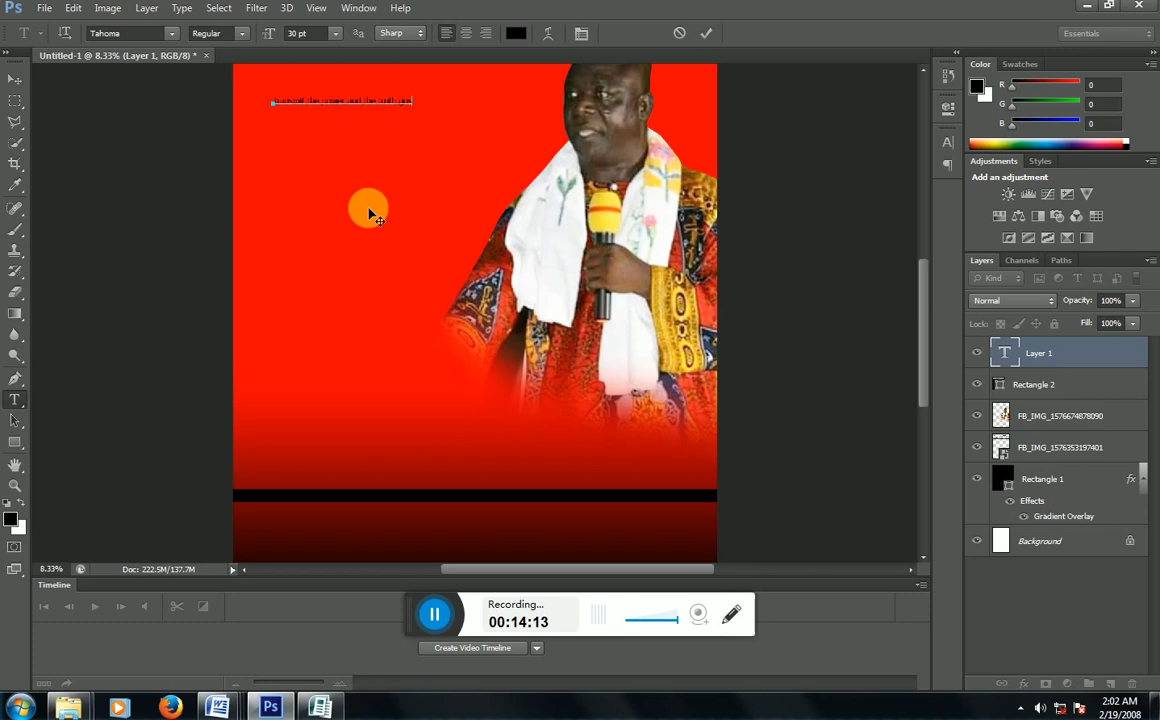 Ps File Edit Image Layer Type Select Filter 3D View Window Help
T Tahoma Regular 30 pt Sharp Essentials
Untitled-1 @ 8.33% (Layer 1, RGB/8) * ×
Color Swatches
R 0
G 0
B 0
Adjustments Styles
Add an adjustment
Layers Channels Paths
Kind
Normal Opacity: 100%
Lock: Fill: 100%
T Layer 1
Rectangle 2
FB_IMG_1576674878090
FB_IMG_1576353197401
Rectangle 1 fx
Effects
Gradient Overlay
Background
8.33% Doc: 222.5M/137.7M
Timeline
Recording...
00:14:13
Create Video Timeline
fx
W Ps
2:02 AM
2/19/2008